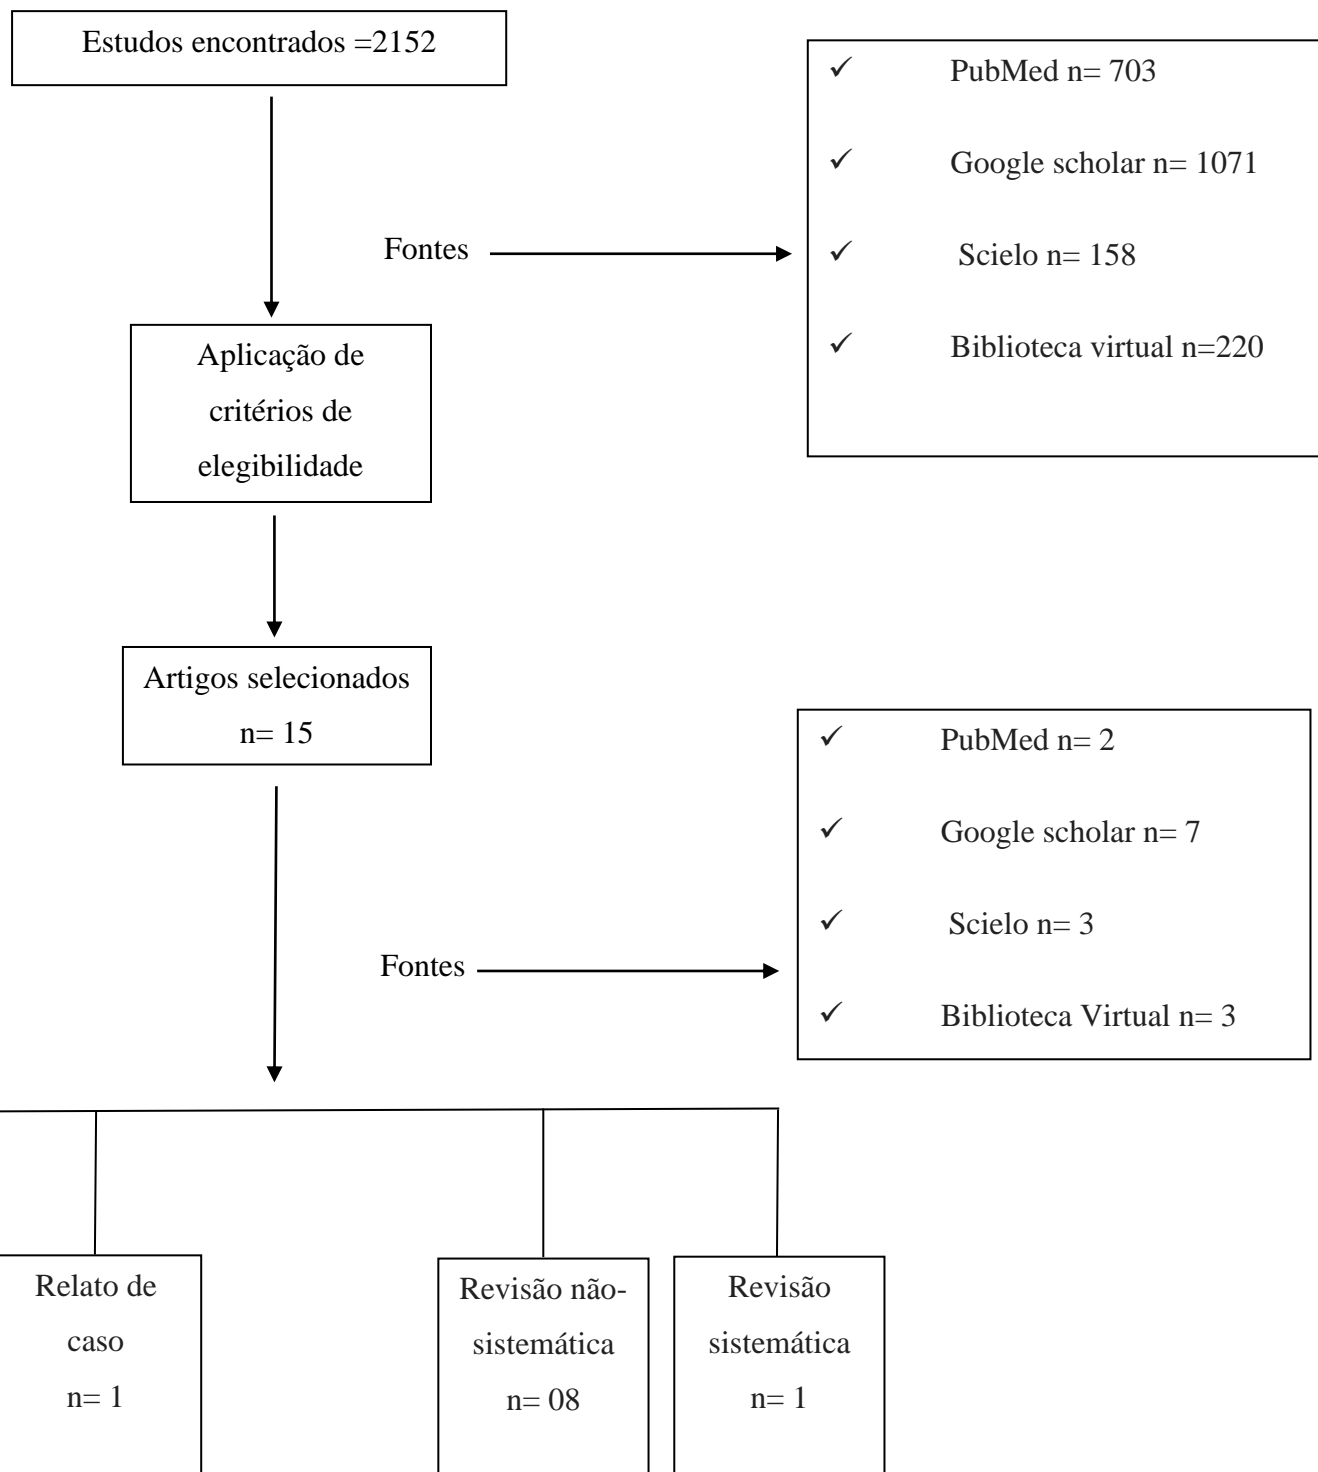 Estudos encontrados =2152
✓ PubMed n= 703
✓ Google scholar n= 1071
Fontes
✓ Scielo n= 158
✓ Biblioteca virtual n=220
Aplicação de
critérios de
elegibilidade
Artigos selecionados
n= 15
✓ PubMed n= 2
✓ Google scholar n= 7
✓ Scielo n= 3
Fontes
✓ Biblioteca Virtual n= 3
Relato de
caso
n= 1
Revisão não-
sistemática
n= 08
Revisão
sistemática
n= 1